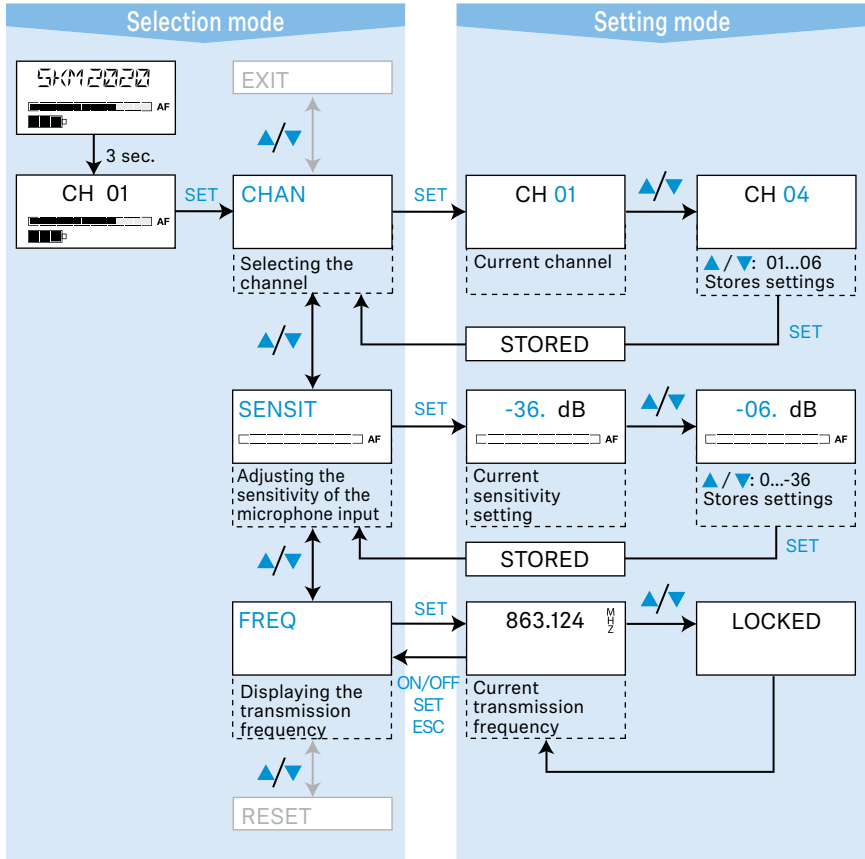 Selection mode
Setting mode
SKM2020
AF
3 sec.
EXIT
▲/▼
CH 01
AF
SET
CHAN
SET
CH 01
▲/▼
CH 04
Selecting the
channel
Current channel
▲/▼: 01...06
Stores settings
▲/▼
STORED
SET
SENSIT
AF
SET
-36. dB
AF
▲/▼
-06. dB
AF
Adjusting the
sensitivity of the
microphone input
Current
sensitivity
setting
▲/▼: 0...-36
Stores settings
▲/▼
STORED
SET
FREQ
SET
863.124 MHZ
▲/▼
LOCKED
ON/OFF
SET
ESC
Displaying the
transmission
frequency
Current
transmission
frequency
▲/▼
RESET